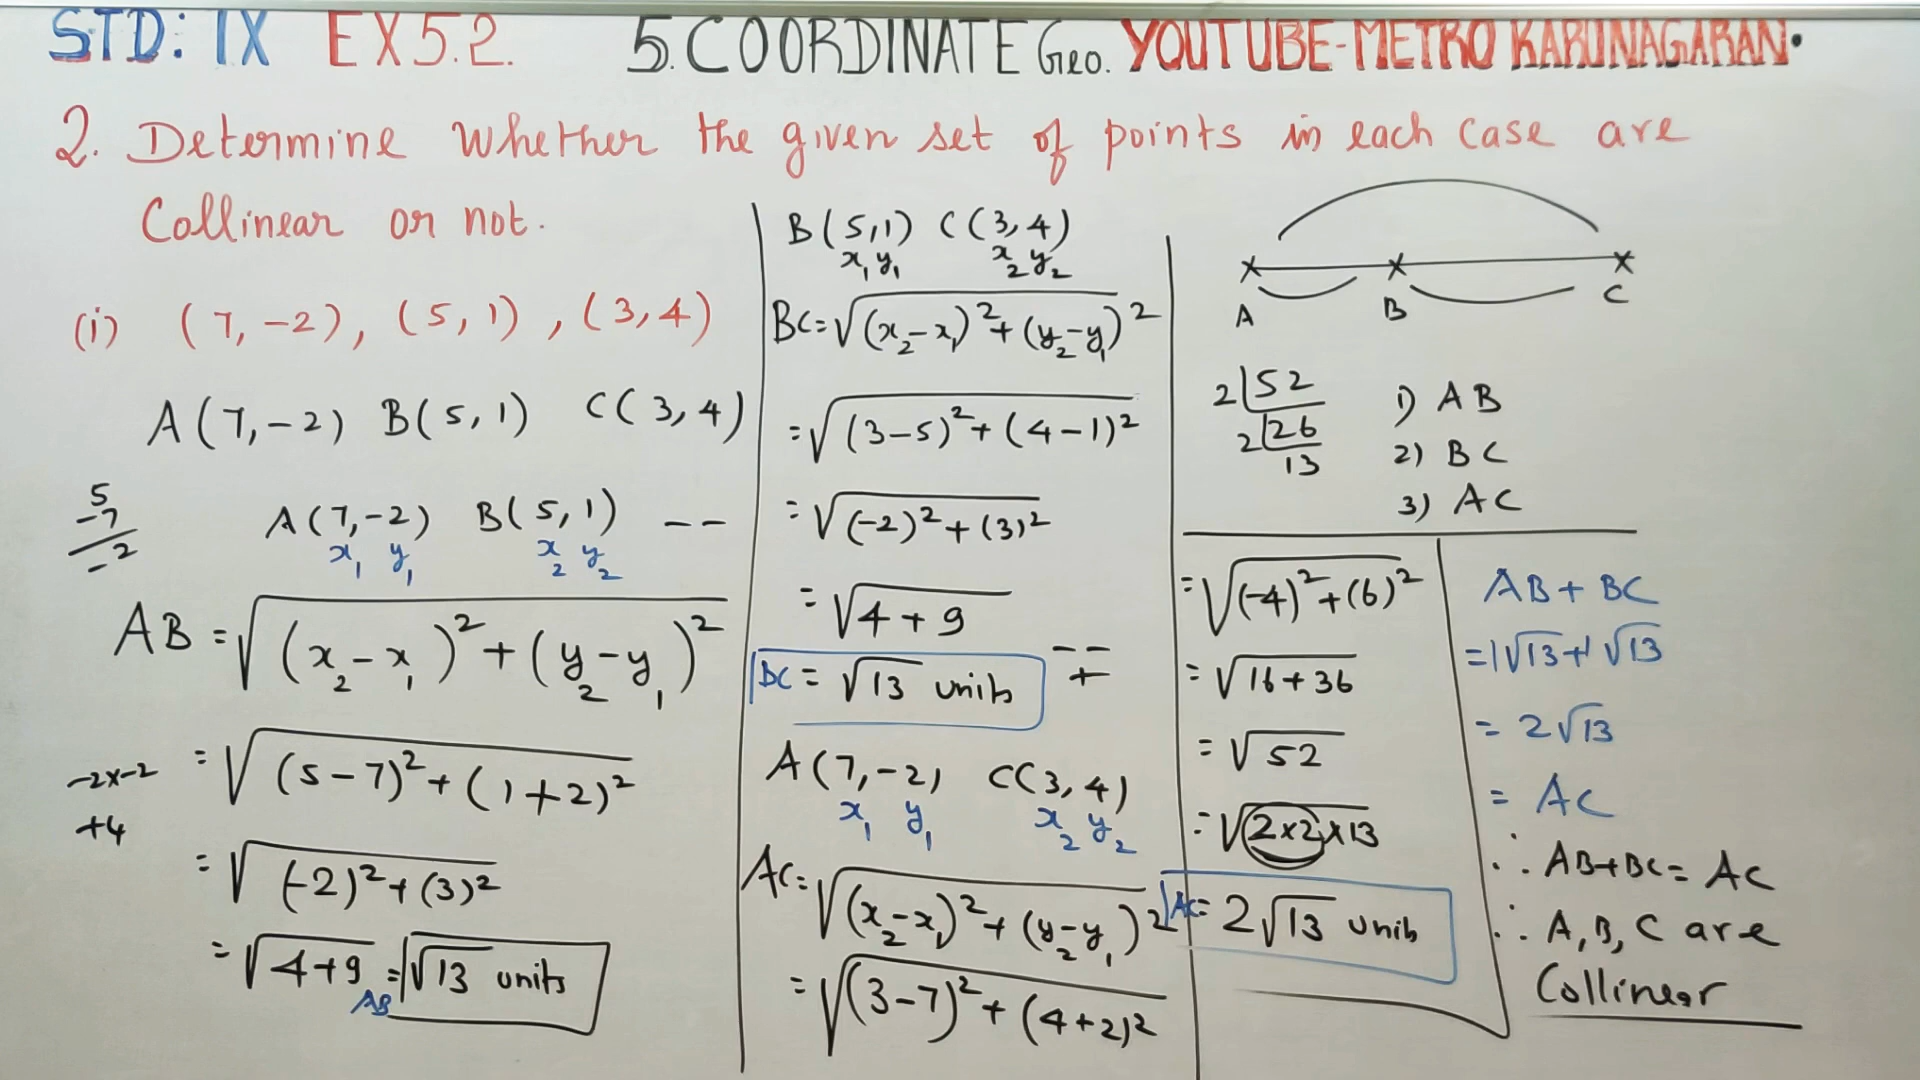 STD: IX EX 5.2. 5. COORDINATE Geo. YOUTUBE-METRO KARUNAGARAN.
2. Determine whether the given set of points in each case are
Collinear or not.
(i) (7, -2), (5, 1), (3, 4)
A(7, -2) B(5, 1) C(3, 4)
5
-7
-2
A(7, -2) B(5, 1) --
x₁ y₁ x₂ y₂
AB = √(x₂-x₁)² + (y₂-y₁)²
= √(5-7)² + (1+2)²
-2x-2
+4
= √(-2)² + (3)²
= √4+9 = √13 units
AB
B(5,1) C(3,4)
x₁ y₁ x₂ y₂
BC = √(x₂-x₁)² + (y₂-y₁)²
= √(3-5)² + (4-1)²
= √(-2)² + (3)²
= √4+9
BC = √13 units
--
+
A(7,-2) C(3,4)
x₁ y₁ x₂ y₂
AC = √(x₂-x₁)² + (y₂-y₁)²
= √(3-7)² + (4+2)²
A B C
2|52
2|26
13
1) AB
2) BC
3) AC
= √(-4)² + (6)²
= √16+36
= √52
= √2×2×13
AC = 2√13 units
AB + BC
= 1√13 + 1√13
= 2√13
= AC
∴ AB+BC = AC
∴ A, B, C are
Collinear